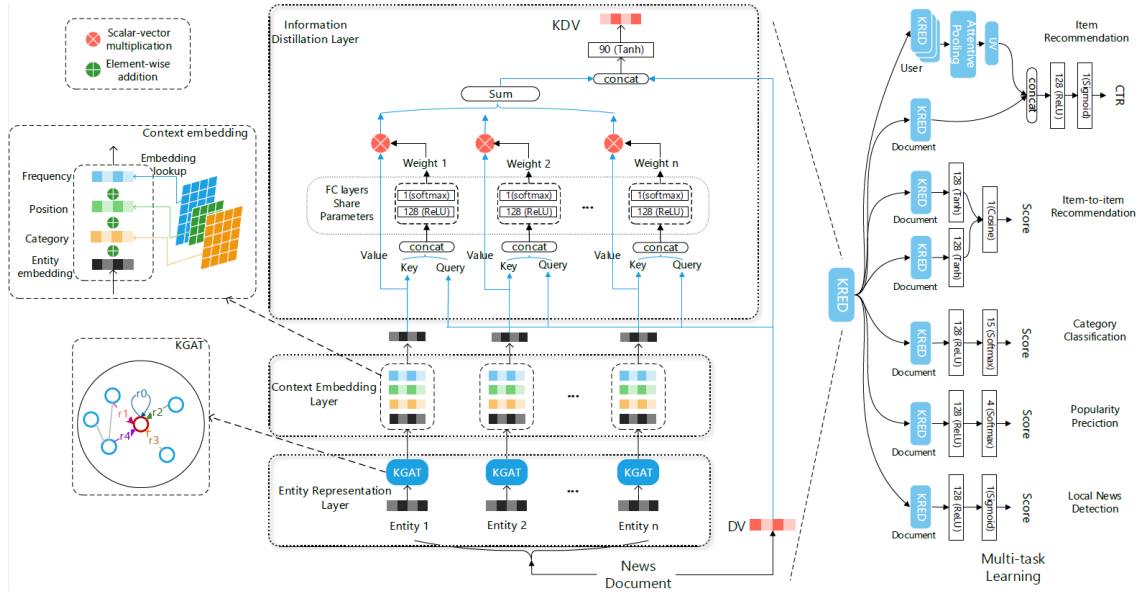 Scalar-vector
multiplication
Element-wise
addition
Context embedding
Embedding
lookup
Frequency
Position
Category
Entity
embedding
KGAT
r0
r1
r2
r3
r4
Information
Distillation Layer
KDV
90 (Tanh)
concat
Sum
Weight 1
Weight 2
Weight n
FC layers
Share
Parameters
1(softmax)
128 (ReLU)
1(softmax)
128 (ReLU)
...
1(softmax)
128 (ReLU)
concat
concat
concat
Value
Key
Query
Value
Key
Query
Value
Key
Query
Context Embedding
Layer
...
Entity Representation
Layer
KGAT
KGAT
KGAT
...
Entity 1
Entity 2
Entity n
DV
News
Document
KRED
KRED
User
Attentive
Pooling
UV
Item
Recommendation
KRED
Document
concat
128 (ReLU)
1(Sigmoid)
CTR
KRED
Document
128 (Tanh)
KRED
Document
128 (Tanh)
1(Cosine)
Score
Item-to-item
Recommendation
KRED
Document
128 (ReLU)
15 (Softmax)
Score
Category
Classification
KRED
Document
128 (ReLU)
4 (Softmax)
Score
Popularity
Preciction
KRED
Document
128 (ReLU)
1(Sigmoid)
Score
Local News
Detection
Multi-task
Learning